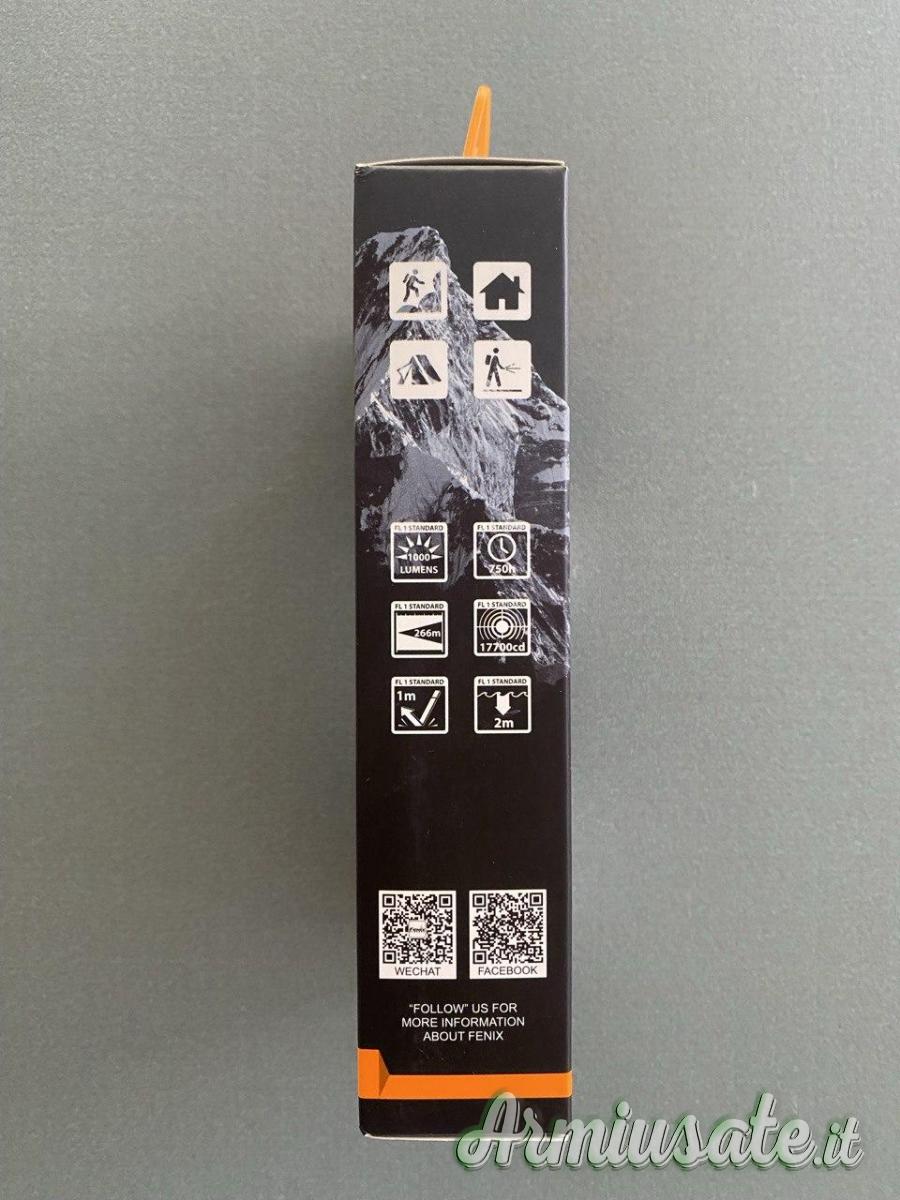 FL 1 STANDARD
1000
LUMENS
FL 1 STANDARD
750h
FL 1 STANDARD
266m
FL 1 STANDARD
17700cd
FL 1 STANDARD
1m
FL 1 STANDARD
2m
Fenix
WECHAT
FACEBOOK
"FOLLOW" US FOR
MORE INFORMATION
ABOUT FENIX
Armiusate.it